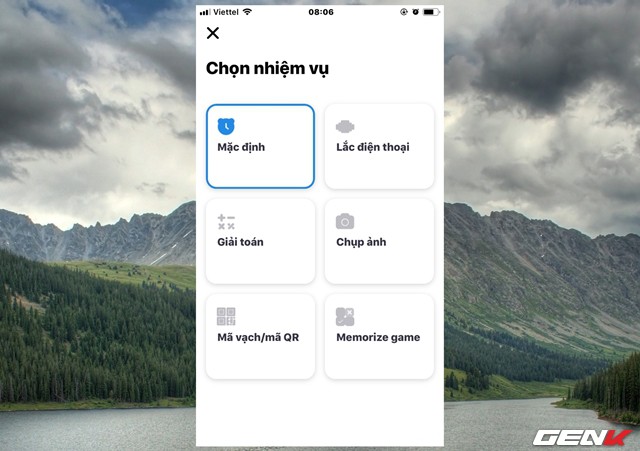 Viettel 08:06
Chọn nhiệm vụ
Mặc định
Lắc điện thoại
Giải toán
Chụp ảnh
Mã vạch/mã QR
Memorize game
GENK